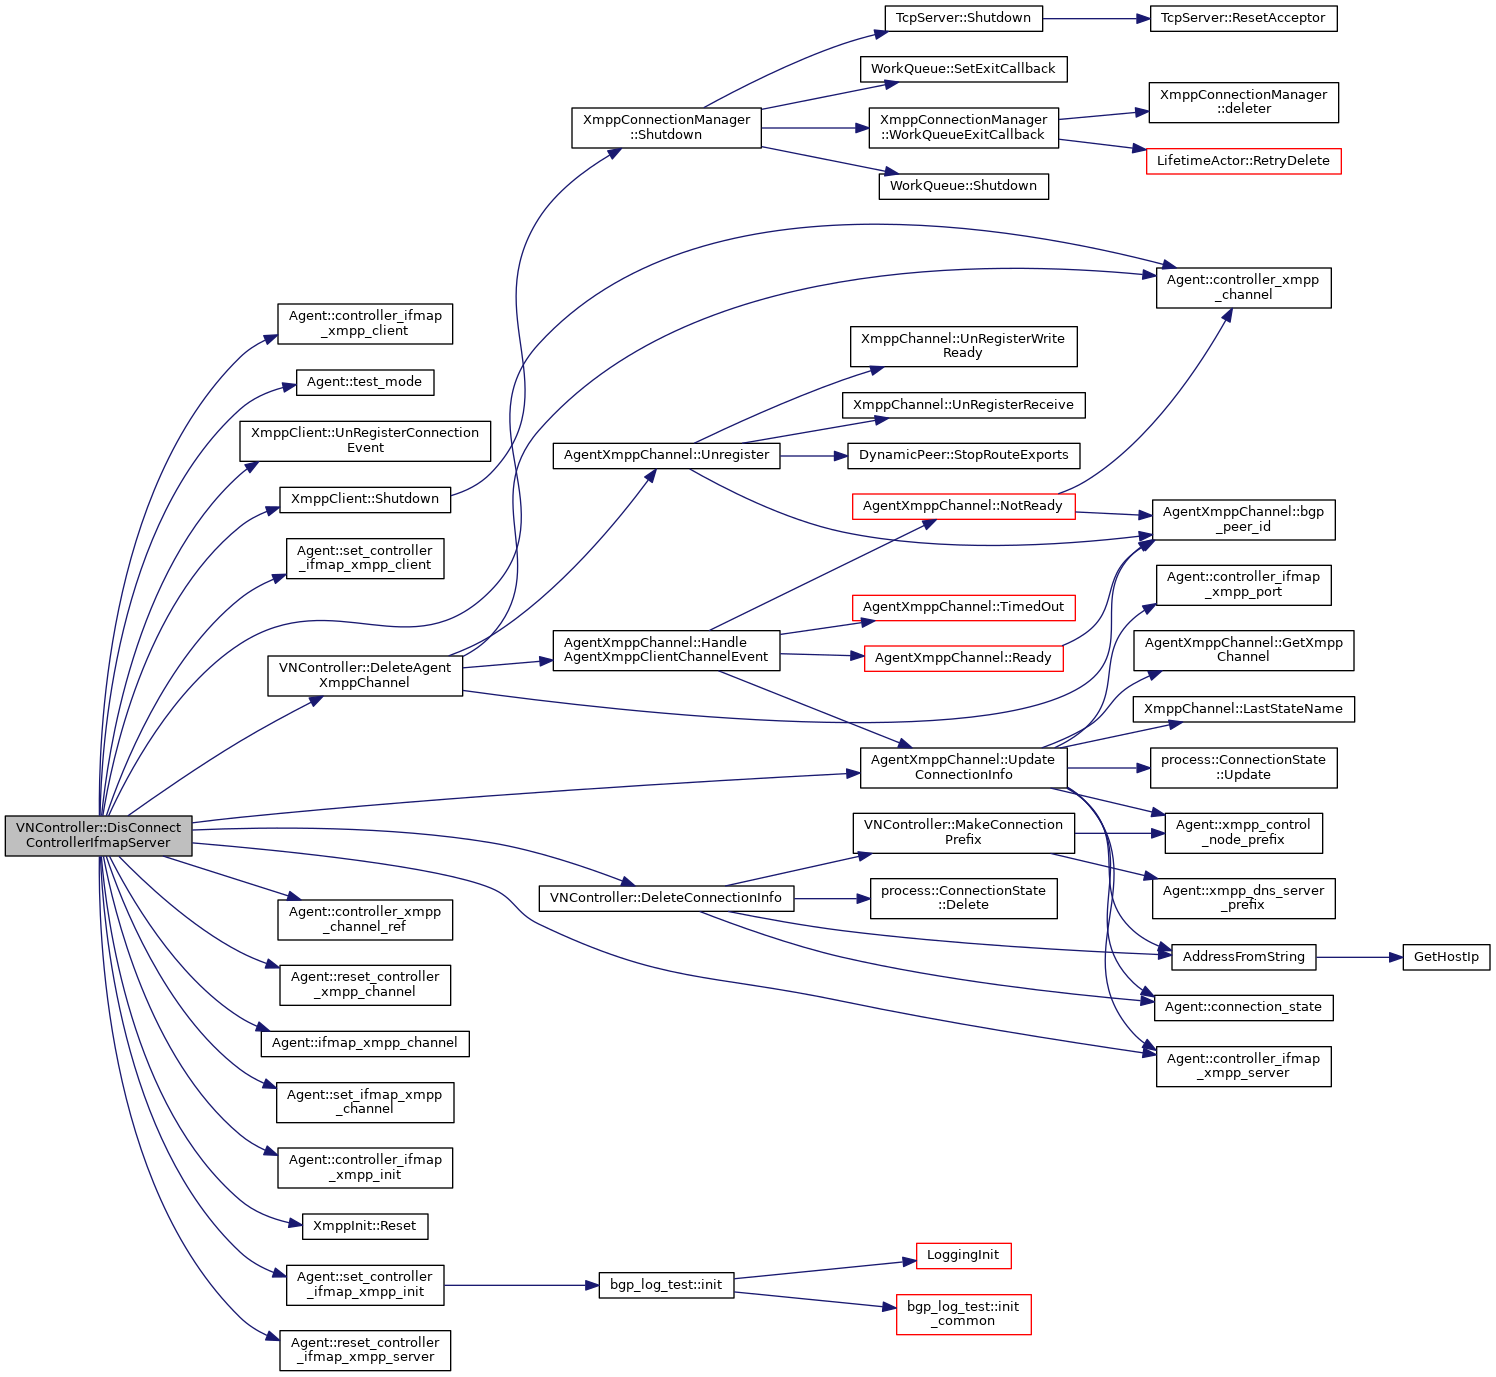 TcpServer::Shutdown
TcpServer::ResetAcceptor
WorkQueue::SetExitCallback
XmppConnectionManager
::deleter
XmppConnectionManager
::Shutdown
XmppConnectionManager
::WorkQueueExitCallback
LifetimeActor::RetryDelete
WorkQueue::Shutdown
Agent::controller_xmpp
_channel
Agent::controller_ifmap
_xmpp_client
XmppChannel::UnRegisterWrite
Ready
Agent::test_mode
XmppChannel::UnRegisterReceive
XmppClient::UnRegisterConnection
Event
AgentXmppChannel::Unregister
DynamicPeer::StopRouteExports
XmppClient::Shutdown
AgentXmppChannel::NotReady
AgentXmppChannel::bgp
_peer_id
Agent::set_controller
_ifmap_xmpp_client
Agent::controller_ifmap
_xmpp_port
AgentXmppChannel::TimedOut
AgentXmppChannel::Handle
AgentXmppClientChannelEvent
AgentXmppChannel::GetXmpp
Channel
AgentXmppChannel::Ready
VNController::DeleteAgent
XmppChannel
XmppChannel::LastStateName
AgentXmppChannel::Update
ConnectionInfo
process::ConnectionState
::Update
VNController::DisConnect
ControllerIfmapServer
VNController::MakeConnection
Prefix
Agent::xmpp_control
_node_prefix
VNController::DeleteConnectionInfo
process::ConnectionState
::Delete
Agent::xmpp_dns_server
_prefix
Agent::controller_xmpp
_channel_ref
AddressFromString
GetHostIp
Agent::reset_controller
_xmpp_channel
Agent::connection_state
Agent::ifmap_xmpp_channel
Agent::controller_ifmap
_xmpp_server
Agent::set_ifmap_xmpp
_channel
Agent::controller_ifmap
_xmpp_init
XmppInit::Reset
LoggingInit
Agent::set_controller
_ifmap_xmpp_init
bgp_log_test::init
bgp_log_test::init
_common
Agent::reset_controller
_ifmap_xmpp_server